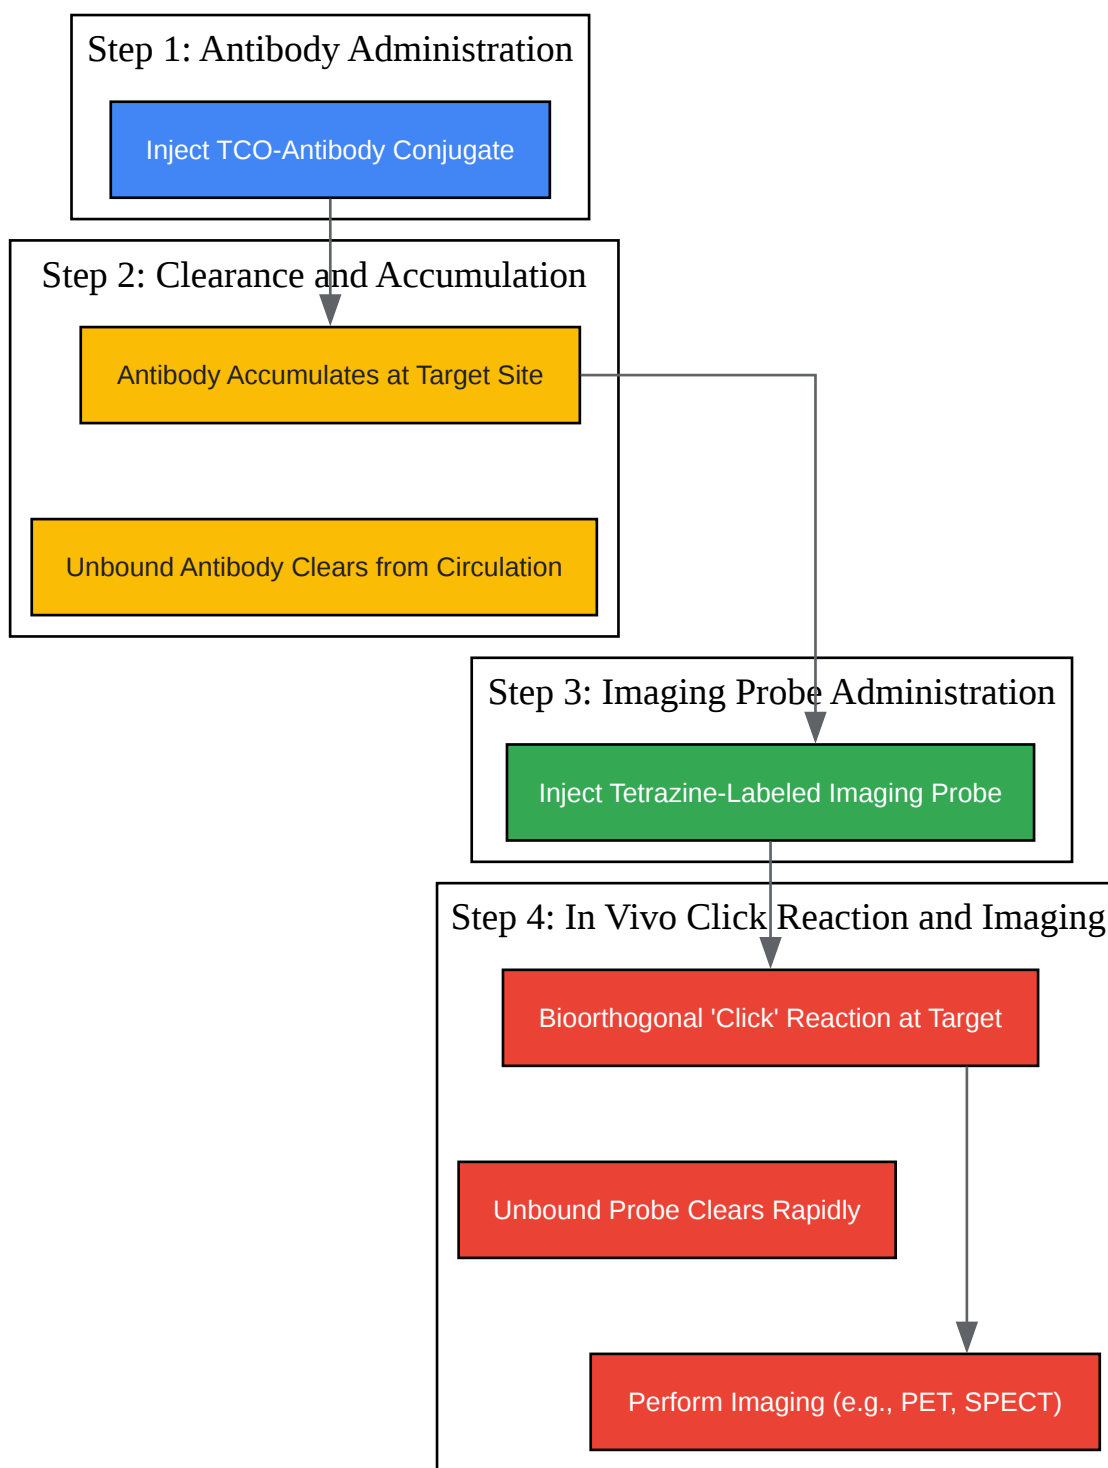 Step 1: Antibody Administration
Inject TCO-Antibody Conjugate
Step 2: Clearance and Accumulation
Antibody Accumulates at Target Site
Unbound Antibody Clears from Circulation
Step 3: Imaging Probe Administration
Inject Tetrazine-Labeled Imaging Probe
Step 4: In Vivo Click Reaction and Imaging
Bioorthogonal 'Click' Reaction at Target
Unbound Probe Clears Rapidly
Perform Imaging (e.g., PET, SPECT)